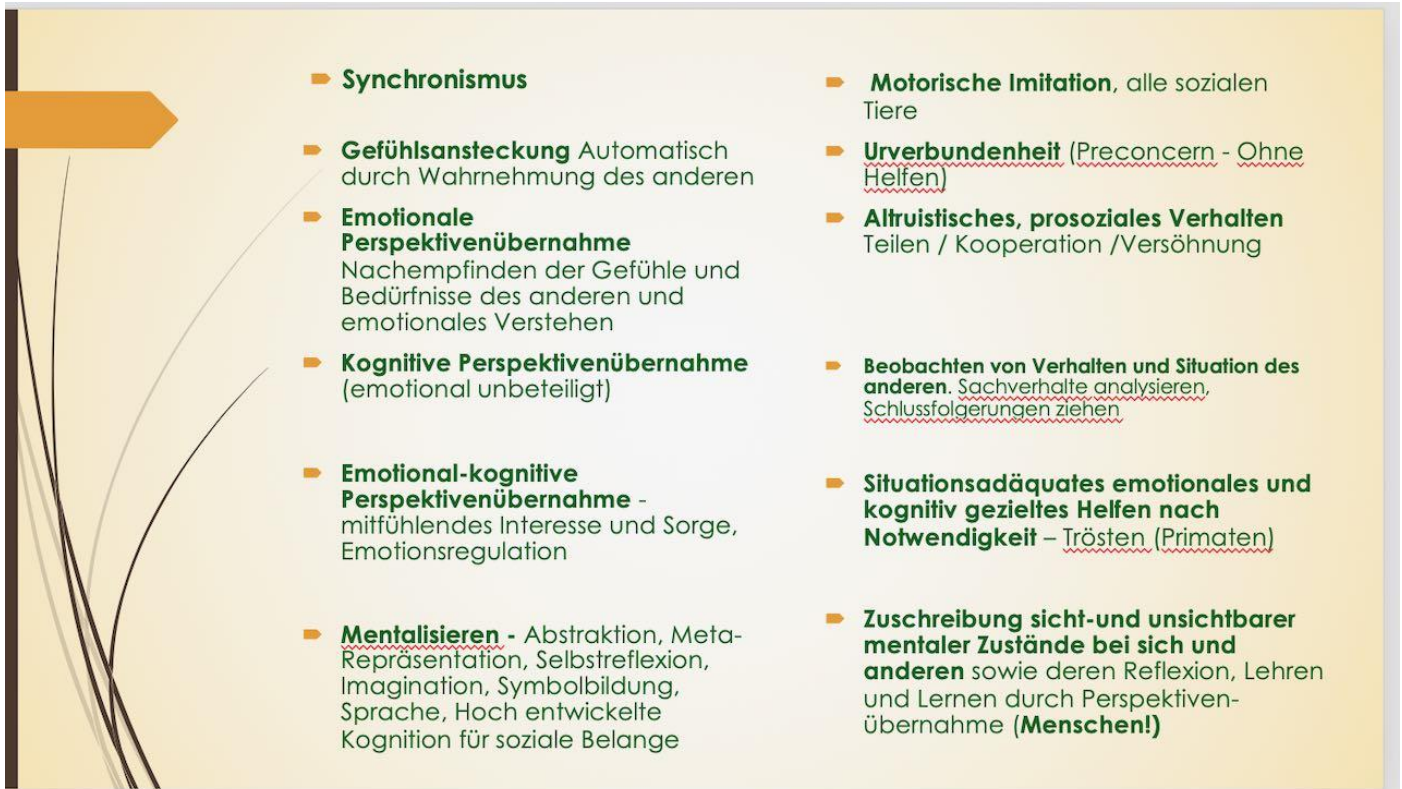 Synchronismus
Gefühlsansteckung Automatisch
durch Wahrnehmung des anderen
Emotionale
Perspektivenübernahme
Nachempfinden der Gefühle und
Bedürfnisse des anderen und
emotionales Verstehen
Kognitive Perspektivenübernahme
(emotional unbeteiligt)
Emotional-kognitive
Perspektivenübernahme -
mitfühlendes Interesse und Sorge,
Emotionsregulation
Mentalisieren - Abstraktion, Meta-
Repräsentation, Selbstreflexion,
Imagination, Symbolbildung,
Sprache, Hoch entwickelte
Kognition für soziale Belange
Motorische Imitation, alle sozialen
Tiere
Urverbundenheit (Preconcern - Ohne
Helfen)
Altruistisches, prosoziales Verhalten
Teilen / Kooperation /Versöhnung
Beobachten von Verhalten und Situation des
anderen. Sachverhalte analysieren,
Schlussfolgerungen ziehen
Situationsadäquates emotionales und
kognitiv gezieltes Helfen nach
Notwendigkeit – Trösten (Primaten)
Zuschreibung sicht-und unsichtbarer
mentaler Zustände bei sich und
anderen sowie deren Reflexion, Lehren
und Lernen durch Perspektiven-
übernahme (Menschen!)